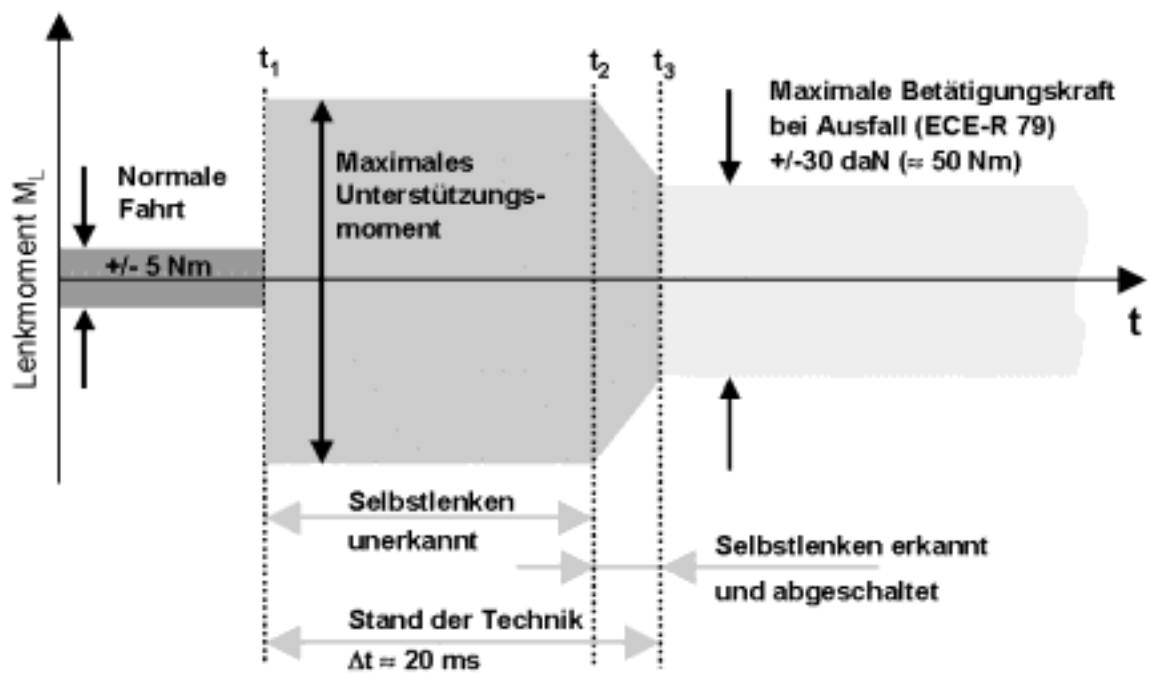 t1
t2
t3
Maximale Betätigungskraft
bei Ausfall (ECE-R 79)
+/-30 daN (≈ 50 Nm)
Normale
Fahrt
Maximales
Unterstützungs-
moment
+/- 5 Nm
Lenkmoment ML
t
Selbstlenken
unerkannt
Selbstlenken erkannt
und abgeschaltet
Stand der Technik
Δt ≈ 20 ms